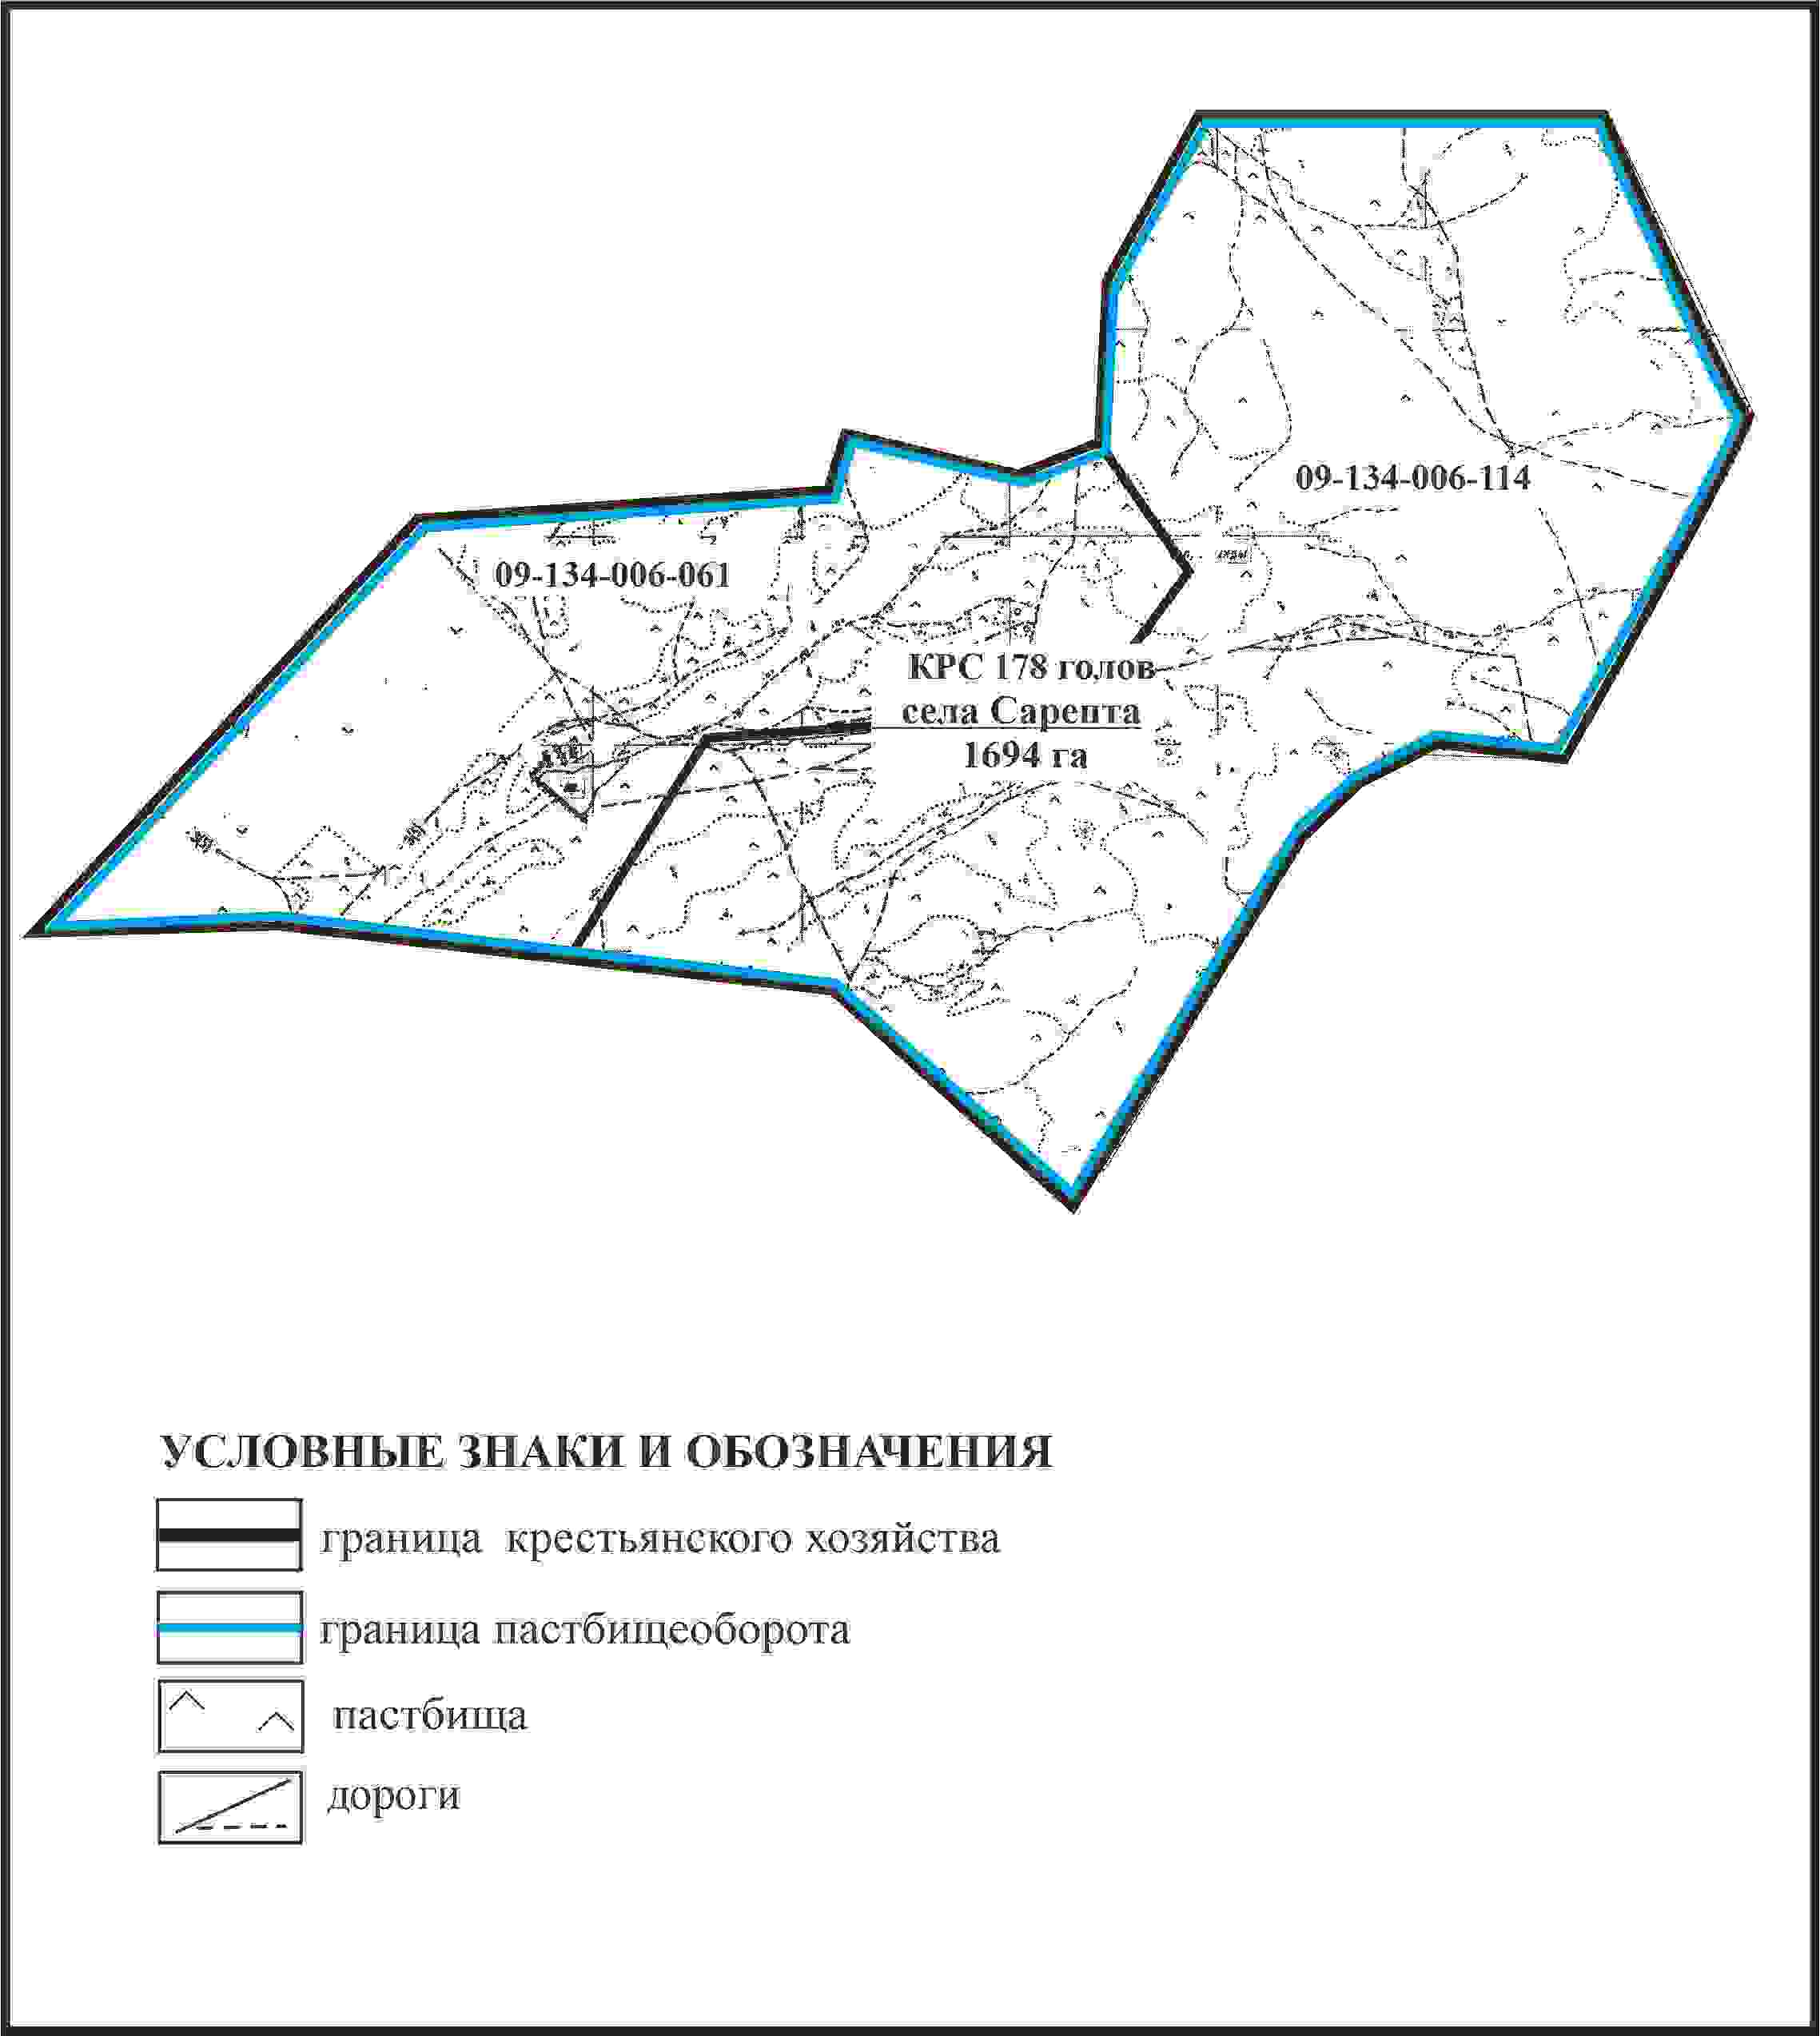 09-134-006-114
09-134-006-061
КРС 178 голов
села Сарепта
1694 га
УСЛОВНЫЕ ЗНАКИ И ОБОЗНАЧЕНИЯ
граница крестьянского хозяйства
граница пастбищеоборота
пастбища
дороги